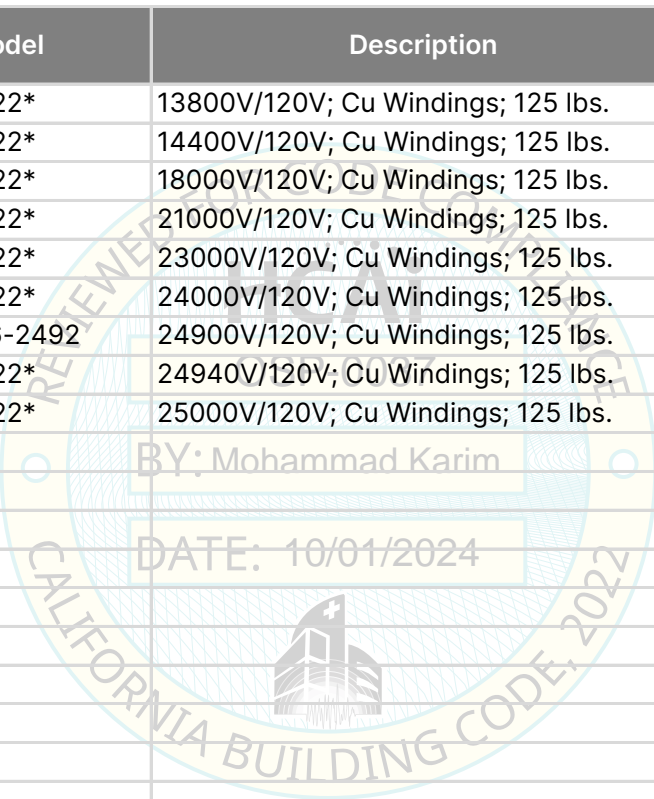 odel Description
22* 13800V/120V; Cu Windings; 125 lbs.
22* 14400V/120V; Cu Windings; 125 lbs.
22* 18000V/120V; Cu Windings; 125 lbs.
22* 21000V/120V; Cu Windings; 125 lbs.
22* 23000V/120V; Cu Windings; 125 lbs.
22* 24000V/120V; Cu Windings; 125 lbs.
-2492 24900V/120V; Cu Windings; 125 lbs.
22* 24940V/120V; Cu Windings; 125 lbs.
22* 25000V/120V; Cu Windings; 125 lbs.
REVIEWED FOR CODE COMPLIANCE
HCAi
BY: Mohammad Karim
DATE: 10/01/2024
CALIFORNIA BUILDING CODE, 2022